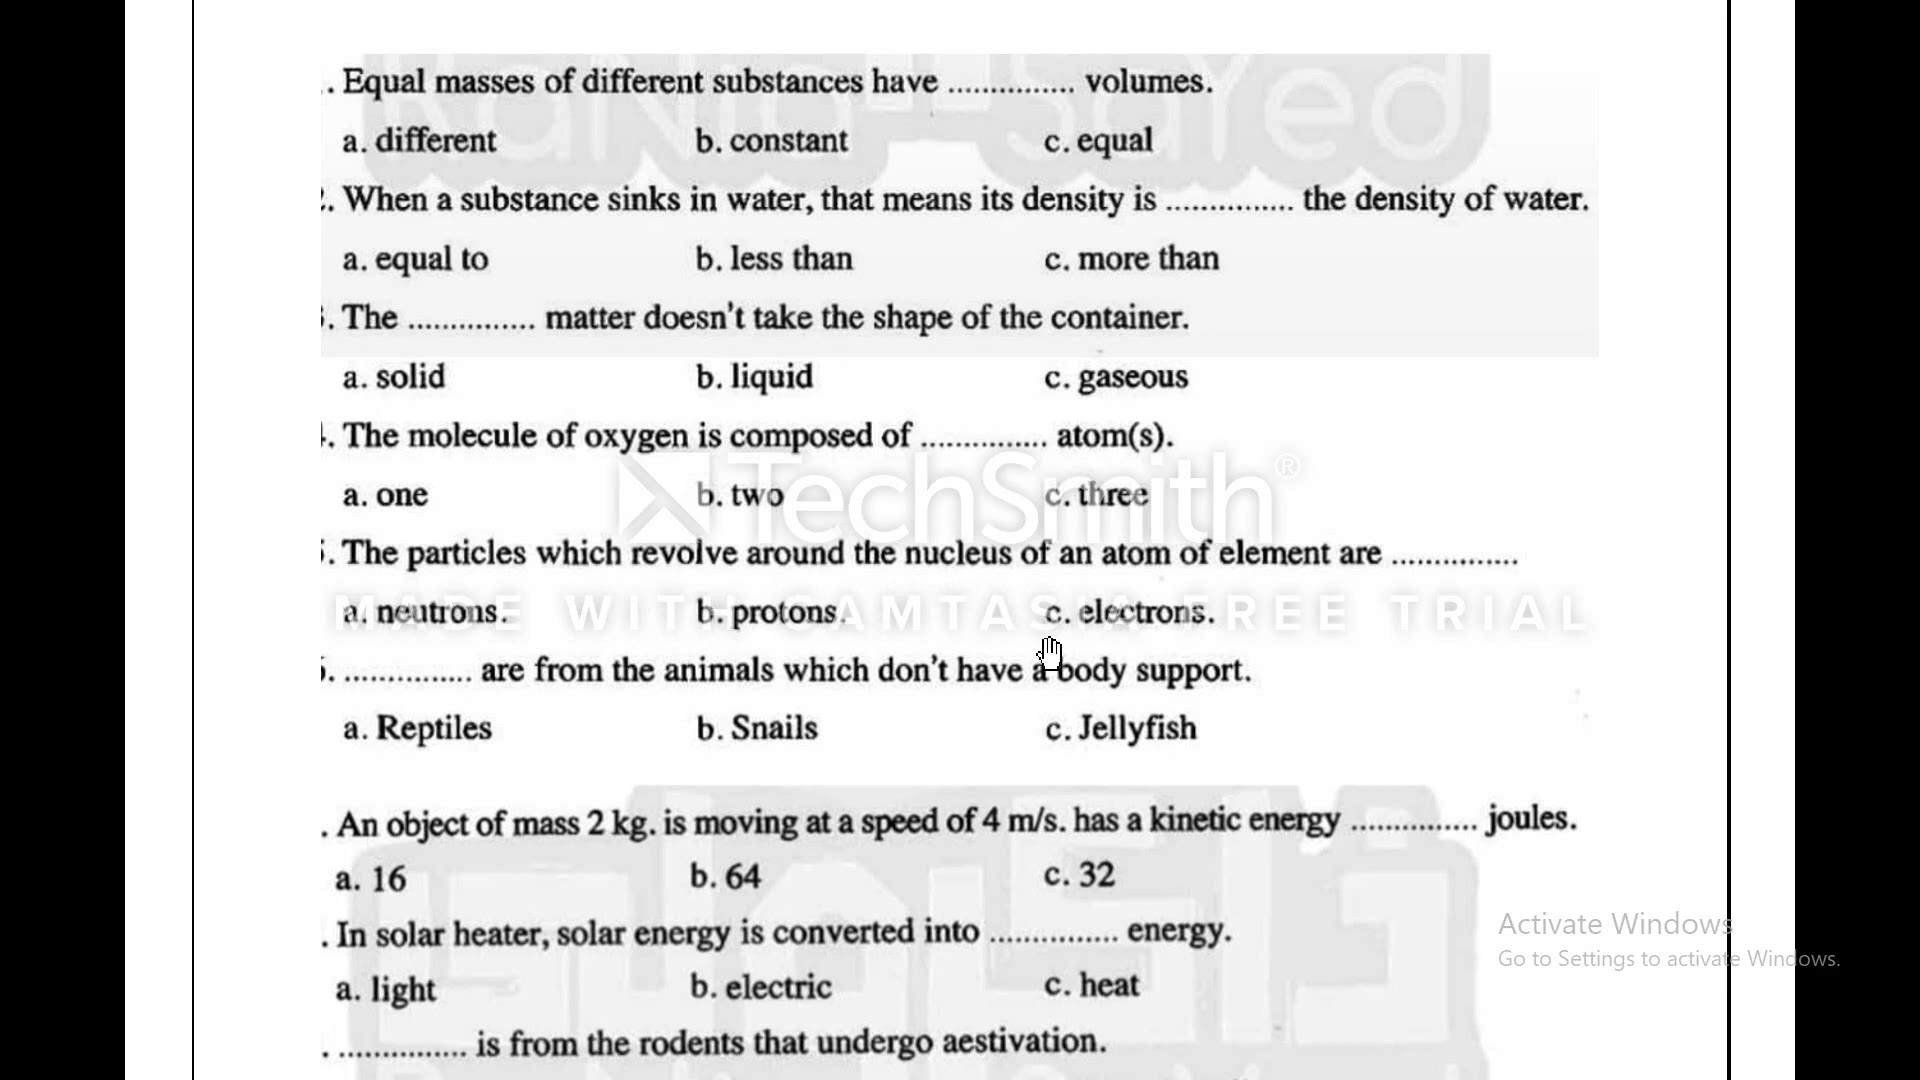 . Equal masses of different substances have ............... volumes.
a. different b. constant c. equal
2. When a substance sinks in water, that means its density is ............... the density of water.
a. equal to b. less than c. more than
3. The ............... matter doesn't take the shape of the container.
a. solid b. liquid c. gaseous
4. The molecule of oxygen is composed of ............... atom(s).
a. one b. two c. three
5. The particles which revolve around the nucleus of an atom of element are ...............
a. neutrons. b. protons. c. electrons.
6. ............... are from the animals which don't have a body support.
a. Reptiles b. Snails c. Jellyfish
. An object of mass 2 kg. is moving at a speed of 4 m/s. has a kinetic energy ............... joules.
a. 16 b. 64 c. 32
. In solar heater, solar energy is converted into ............... energy.
a. light b. electric c. heat
. ............... is from the rodents that undergo aestivation.
TechSmith®
MADE WITH CAMTASIA FREE TRIAL
Activate Windows
Go to Settings to activate Windows.